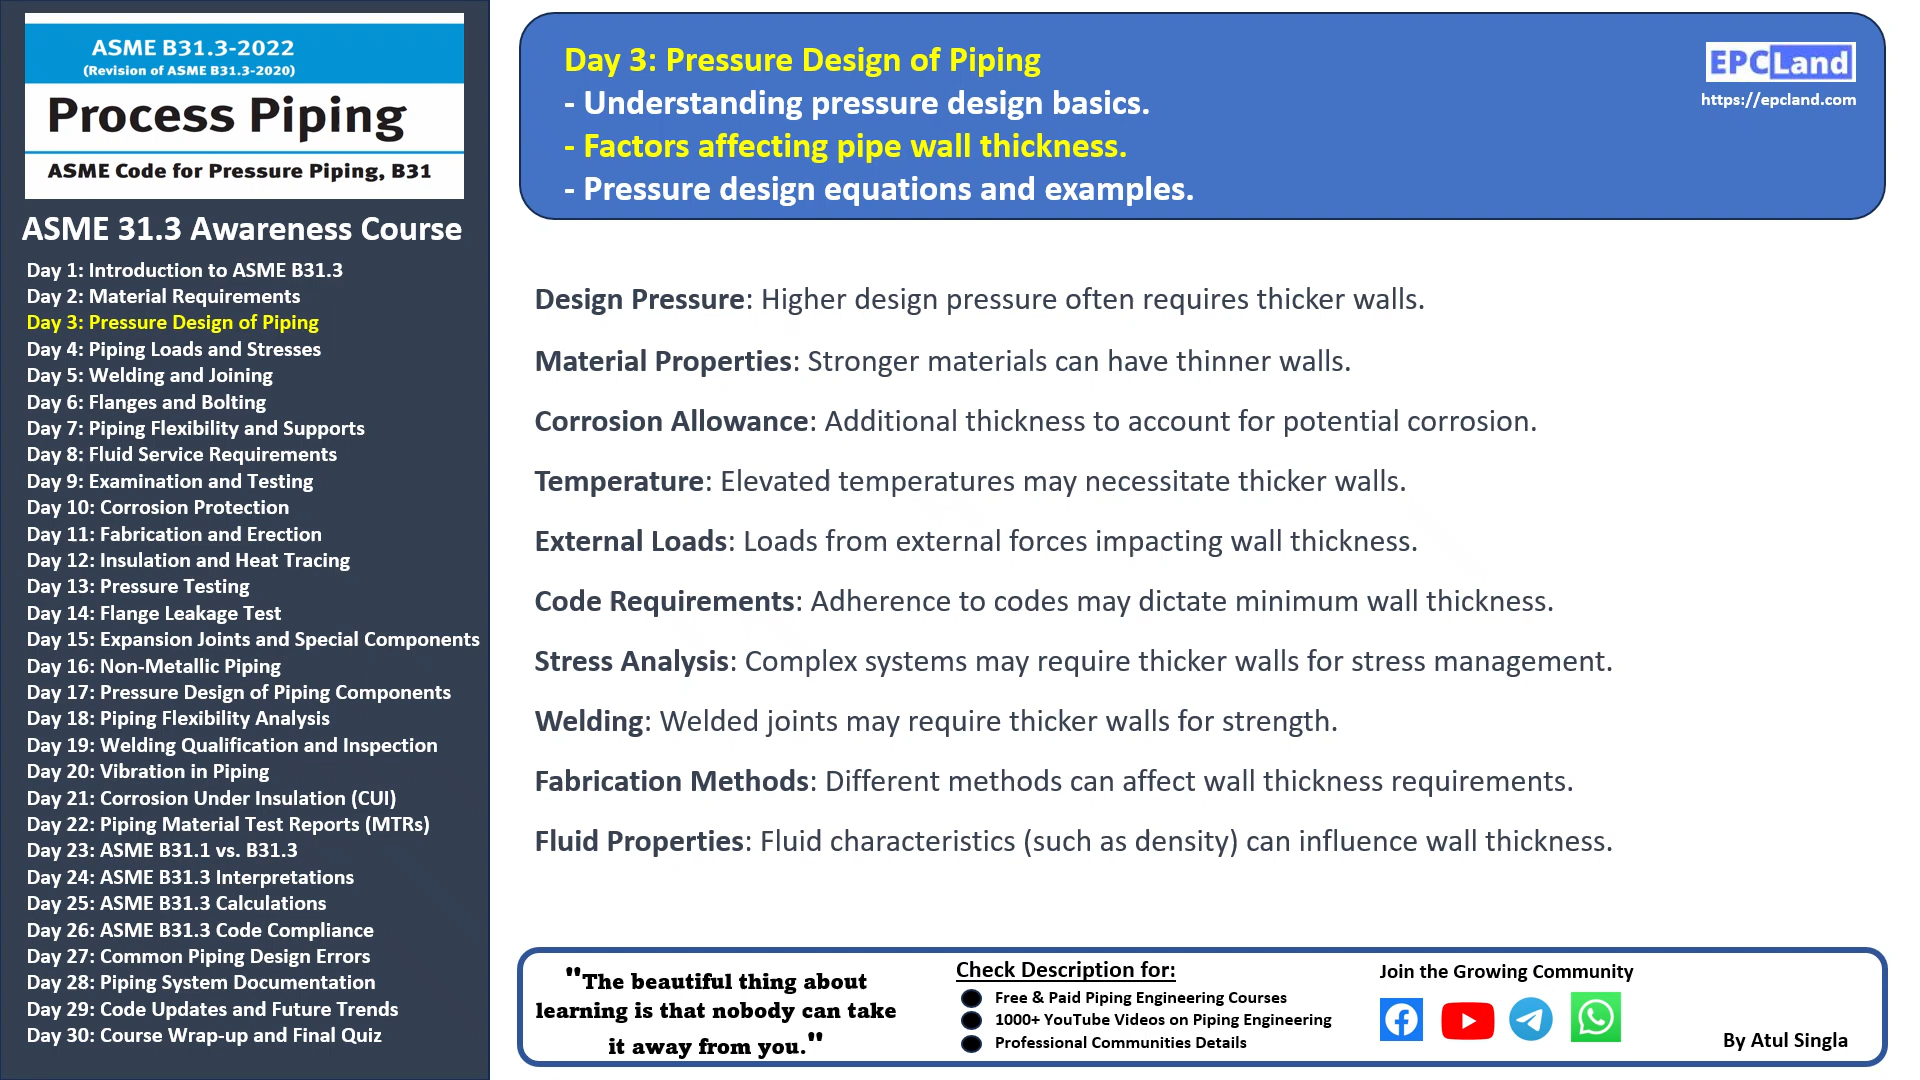 ASME B31.3-2022
(Revision of ASME B31.3-2020)
Process Piping
ASME Code for Pressure Piping, B31
ASME 31.3 Awareness Course
Day 1: Introduction to ASME B31.3
Day 2: Material Requirements
Day 3: Pressure Design of Piping
Day 4: Piping Loads and Stresses
Day 5: Welding and Joining
Day 6: Flanges and Bolting
Day 7: Piping Flexibility and Supports
Day 8: Fluid Service Requirements
Day 9: Examination and Testing
Day 10: Corrosion Protection
Day 11: Fabrication and Erection
Day 12: Insulation and Heat Tracing
Day 13: Pressure Testing
Day 14: Flange Leakage Test
Day 15: Expansion Joints and Special Components
Day 16: Non-Metallic Piping
Day 17: Pressure Design of Piping Components
Day 18: Piping Flexibility Analysis
Day 19: Welding Qualification and Inspection
Day 20: Vibration in Piping
Day 21: Corrosion Under Insulation (CUI)
Day 22: Piping Material Test Reports (MTRs)
Day 23: ASME B31.1 vs. B31.3
Day 24: ASME B31.3 Interpretations
Day 25: ASME B31.3 Calculations
Day 26: ASME B31.3 Code Compliance
Day 27: Common Piping Design Errors
Day 28: Piping System Documentation
Day 29: Code Updates and Future Trends
Day 30: Course Wrap-up and Final Quiz
Day 3: Pressure Design of Piping
- Understanding pressure design basics.
- Factors affecting pipe wall thickness.
- Pressure design equations and examples.
EPCLand
https://epcland.com
Design Pressure: Higher design pressure often requires thicker walls.
Material Properties: Stronger materials can have thinner walls.
Corrosion Allowance: Additional thickness to account for potential corrosion.
Temperature: Elevated temperatures may necessitate thicker walls.
External Loads: Loads from external forces impacting wall thickness.
Code Requirements: Adherence to codes may dictate minimum wall thickness.
Stress Analysis: Complex systems may require thicker walls for stress management.
Welding: Welded joints may require thicker walls for strength.
Fabrication Methods: Different methods can affect wall thickness requirements.
Fluid Properties: Fluid characteristics (such as density) can influence wall thickness.
"The beautiful thing about
learning is that nobody can take
it away from you."
Check Description for:
Free & Paid Piping Engineering Courses
1000+ YouTube Videos on Piping Engineering
Professional Communities Details
Join the Growing Community
By Atul Singla